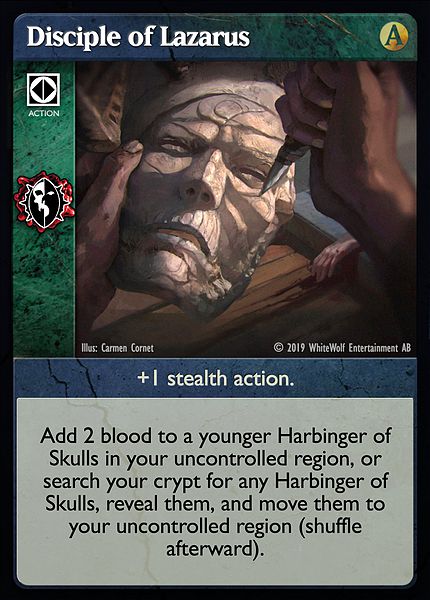 Disciple of Lazarus
A
ACTION
Illus: Carmen Cornet
© 2019 WhiteWolf Entertainment AB
+1 stealth action.
Add 2 blood to a younger Harbinger of
Skulls in your uncontrolled region, or
search your crypt for any Harbinger of
Skulls, reveal them, and move them to
your uncontrolled region (shuffle
afterward).